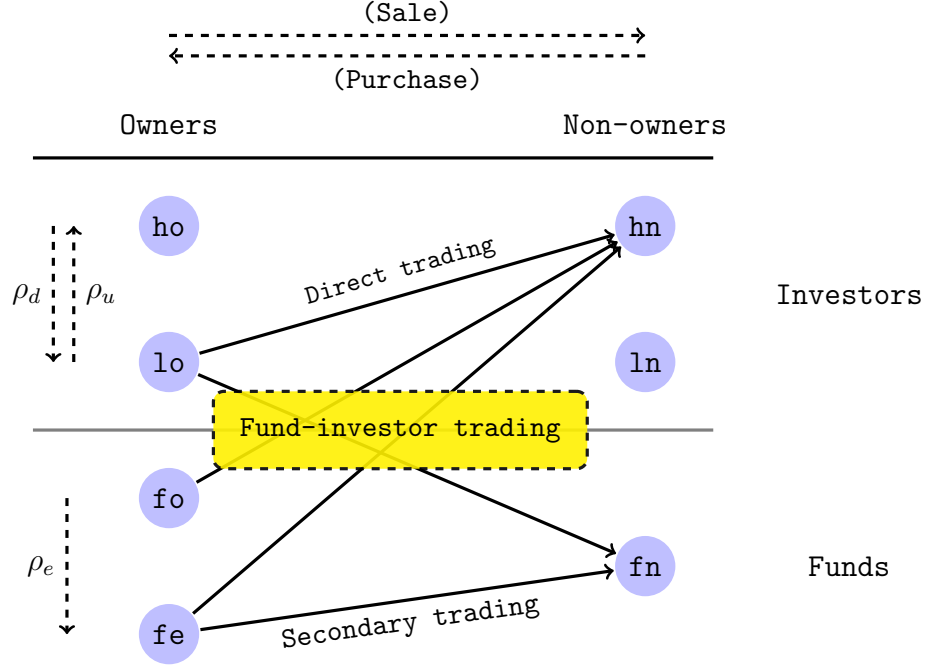 (Sale)
(Purchase)
Owners
Non-owners
ho
hn
Direct trading
ρd
ρu
Investors
lo
ln
Fund-investor trading
fo
ρe
fn
Funds
Secondary trading
fe